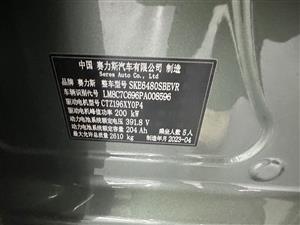 中国 赛力斯汽车有限公司 制造
Seres Auto Co., Ltd.
品牌 赛力斯 整车型号 SKE6480SBEVR
车辆识别代号 LM8C7C696PA008596
驱动电机型号 CTZ196XY0P4
驱动电机峰值功率 200 kW
动力电池系统额定电压 391.8 V
动力电池系统额定容量 204 Ah 乘坐人数 5人
最大允许总质量 2610 kg 制造年月 2023-04